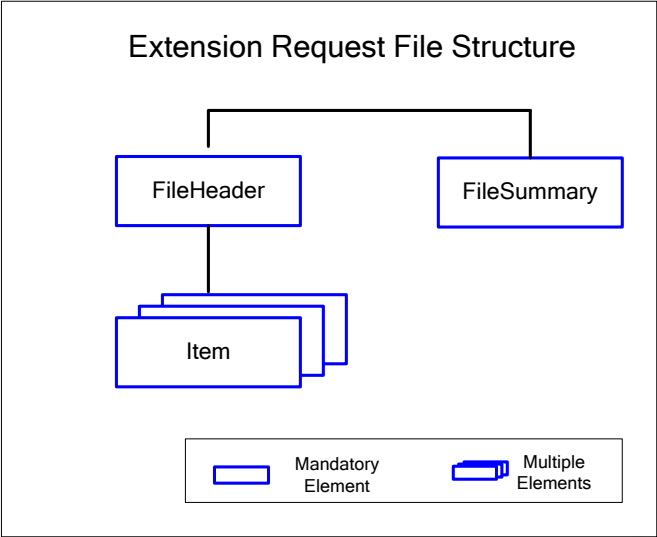 Extension Request File Structure
FileHeader
FileSummary
Item
Mandatory
Element
Multiple
Elements